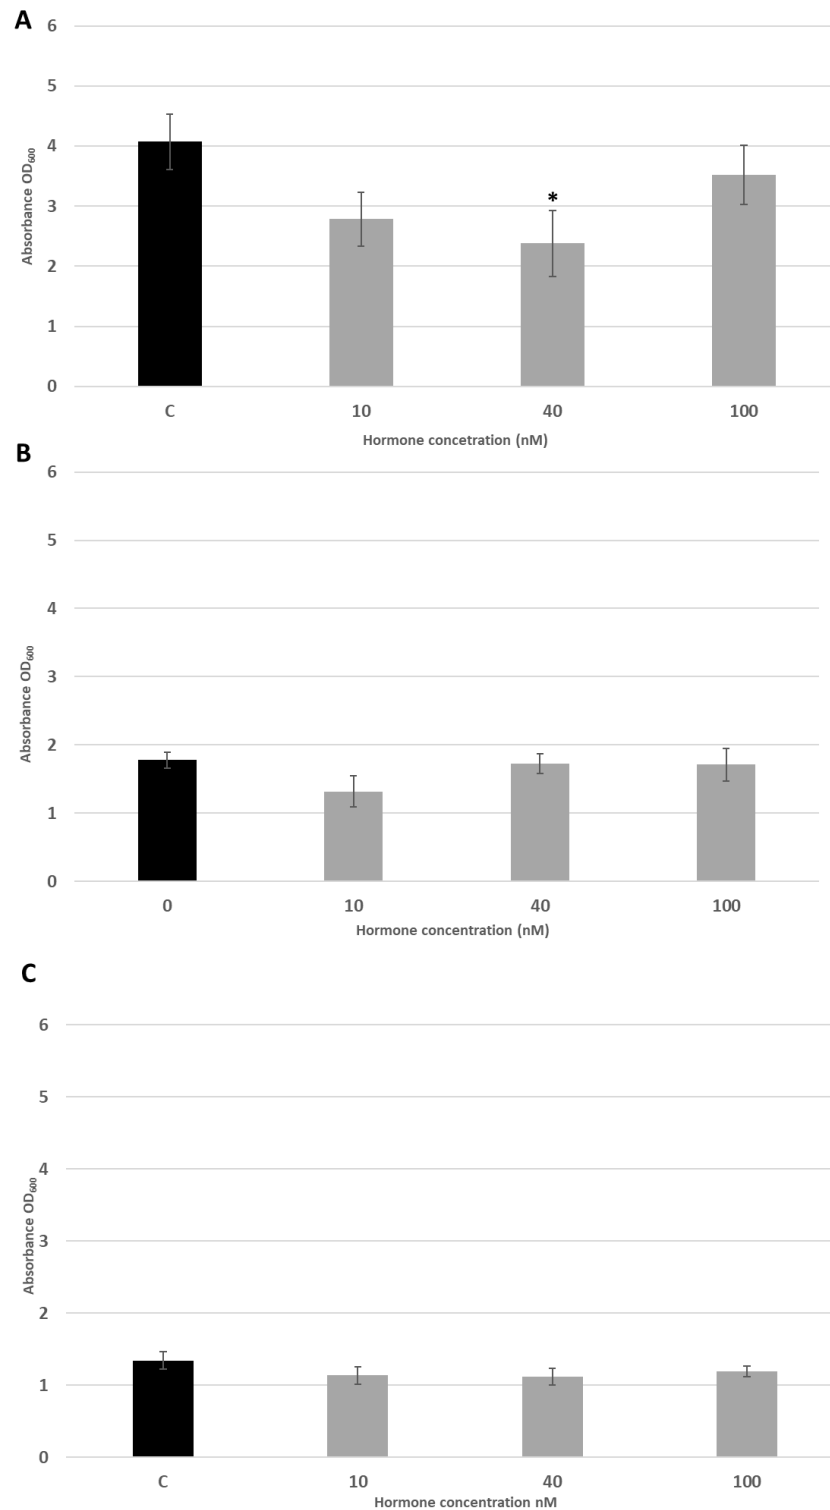 A
6
5
4
3
2
1
0
Absorbance OD600
*
C 10 40 100
Hormone concetration (nM)
B
6
5
4
3
2
1
0
Absorbance OD600
0 10 40 100
Hormone concentration (nM)
C
6
5
4
3
2
1
0
Absorbance OD600
C 10 40 100
Hormone concentration nM